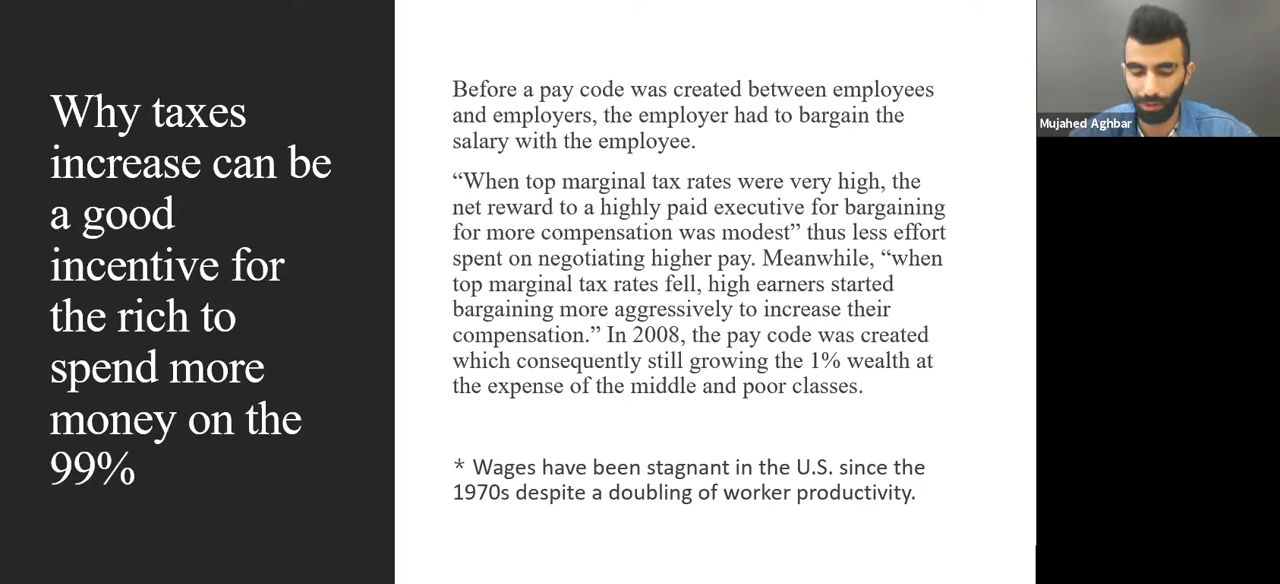 Why taxes
increase can be
a good
incentive for
the rich to
spend more
money on the
99%
Before a pay code was created between employees
and employers, the employer had to bargain the
salary with the employee.
“When top marginal tax rates were very high, the
net reward to a highly paid executive for bargaining
for more compensation was modest” thus less effort
spent on negotiating higher pay. Meanwhile, “when
top marginal tax rates fell, high earners started
bargaining more aggressively to increase their
compensation.” In 2008, the pay code was created
which consequently still growing the 1% wealth at
the expense of the middle and poor classes.
* Wages have been stagnant in the U.S. since the
1970s despite a doubling of worker productivity.
Mujahed Aghbar